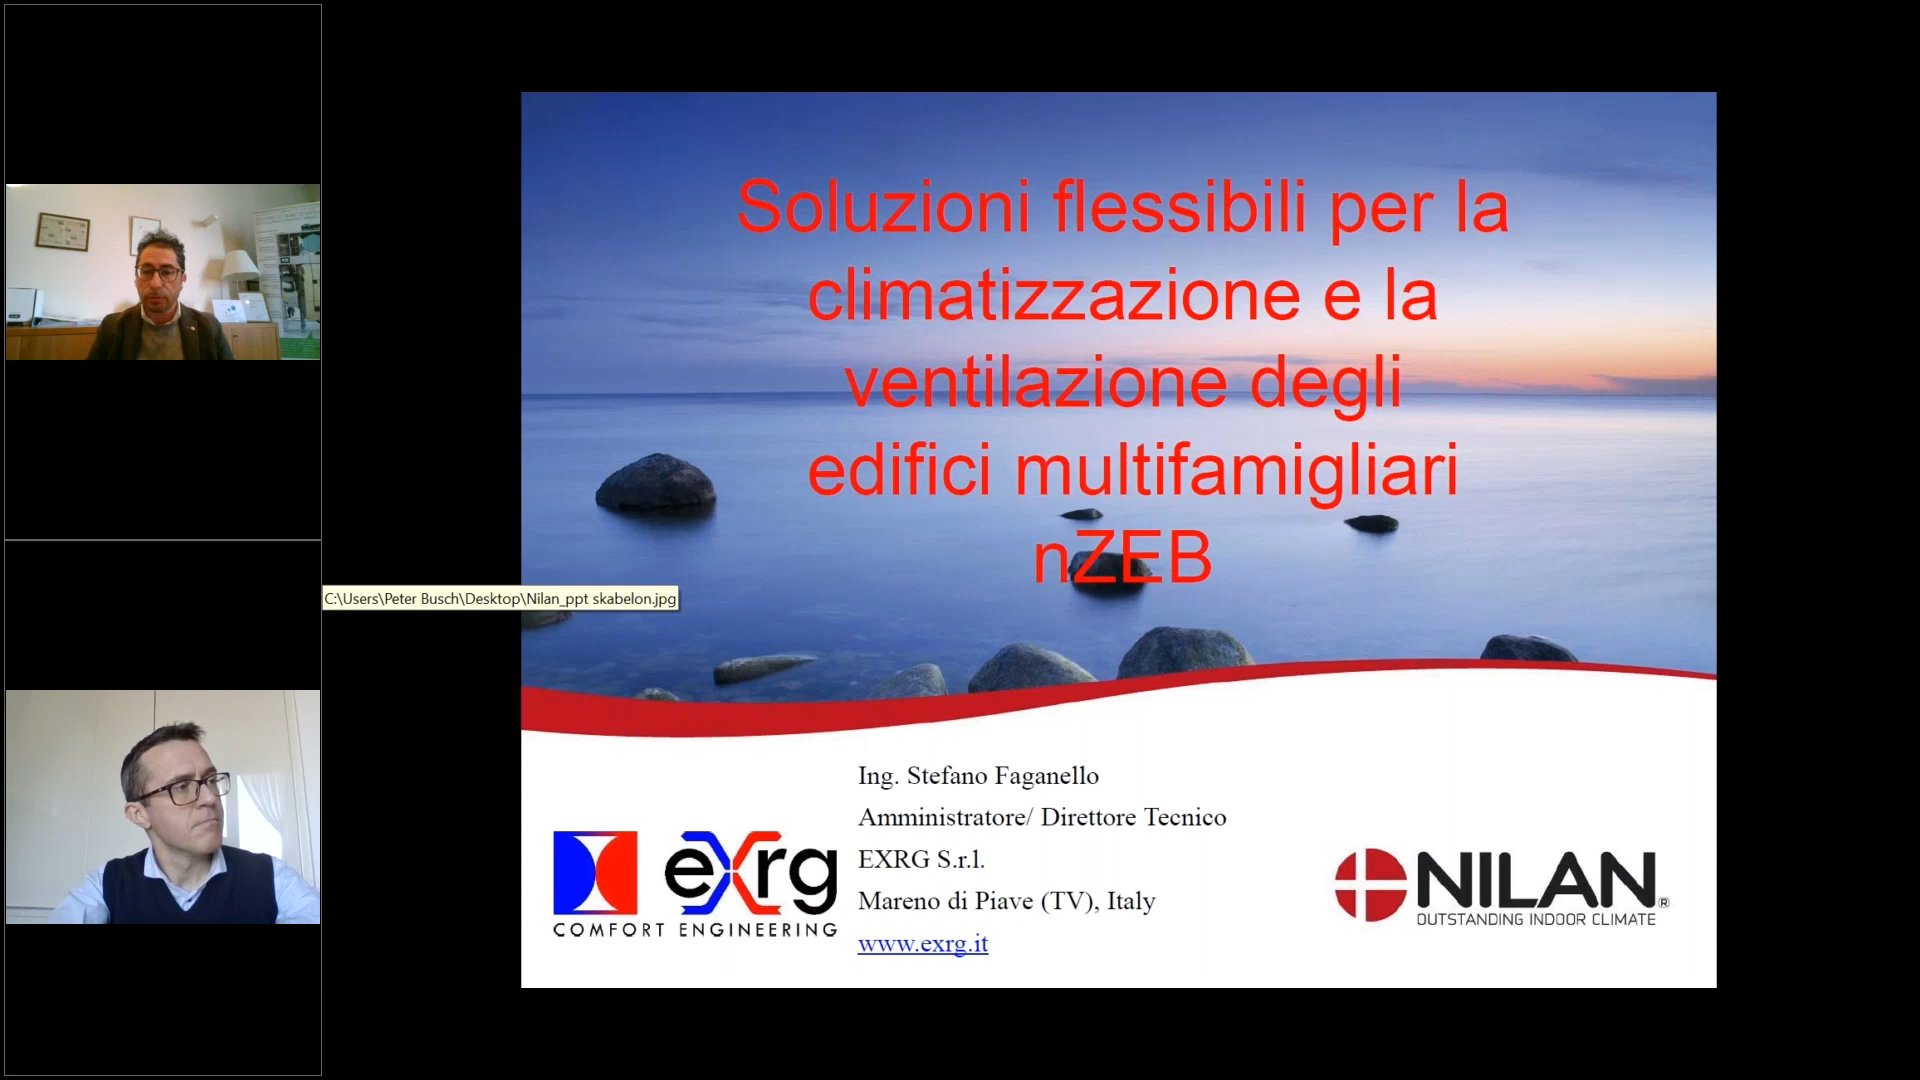 Soluzioni flessibili per la
climatizzazione e la
ventilazione degli
edifici multifamigliari
nZEB
C:\Users\Peter Busch\Desktop\Nilan_ppt skabelon.jpg
Ing. Stefano Faganello
Amministratore/ Direttore Tecnico
EXRG S.r.l.
Mareno di Piave (TV), Italy
www.exrg.it
exrg
COMFORT ENGINEERING
NILAN®
OUTSTANDING INDOOR CLIMATE